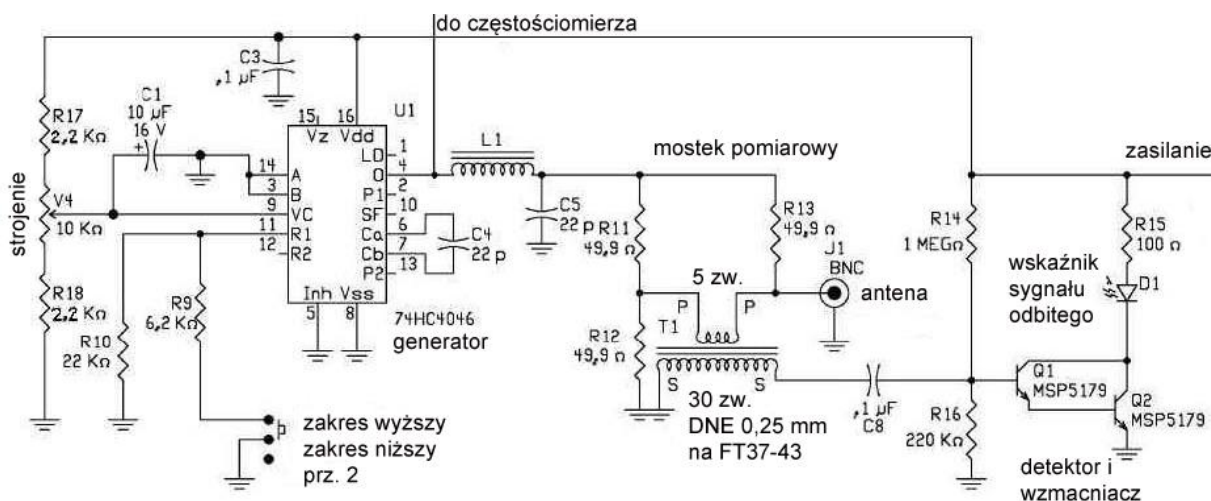 do częstościomierza
C3
,1 µF
C1
10 µF
16 V
+
R17
2,2 KΩ
strojenie
V4
10 KΩ
R18
2,2 KΩ
R10
22 KΩ
R9
6,2 KΩ
15
16
U1
Vz Vdd
14 A
3 B
9 VC
11 R1
12 R2
LD 1
O 4
P1 2
SF 10
Ca 6
Cb 7
P2 13
Inh Vss
5
8
74HC4046
generator
C4
22 p
L1
C5
22 p
mostek pomiarowy
R11
49,9 Ω
R13
49,9 Ω
R12
49,9 Ω
5 zw.
P
P
T1
S
S
30 zw.
DNE 0,25 mm
na FT37-43
J1
BNC
antena
,1 µF
C8
zasilanie
R14
1 MEGΩ
R15
100 Ω
wskaźnik
sygnału
odbitego
D1
Q1
MSP5179
Q2
MSP5179
R16
220 KΩ
detektor i
wzmacniacz
zakres wyższy
zakres niższy
prz. 2